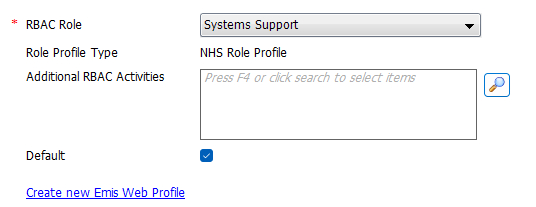 * RBAC Role Systems Support
Role Profile Type NHS Role Profile
Additional RBAC Activities Press F4 or click search to select items
Default
Create new Emis Web Profile